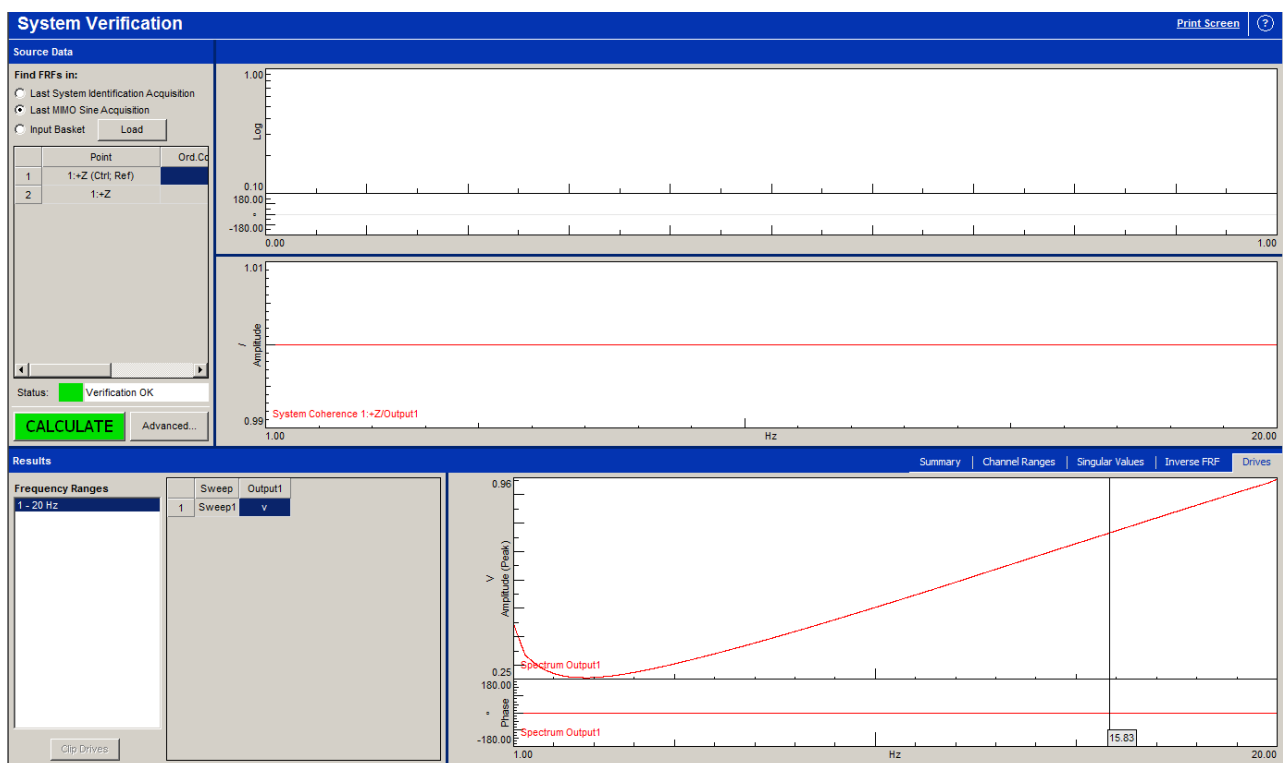 System Verification
Print Screen
?
Source Data
Find FRFs in:
Last System Identification Acquisition
Last MIMO Sine Acquisition
Input Basket Load
Point Ord.Co
1 1:+Z (Ctrl; Ref)
2 1:+Z
Status: Verification OK
CALCULATE Advanced...
1.00
Log
0.10
180.00
°
-180.00
0.00 1.00
1.01
/
Amplitude
0.99
System Coherence 1:+Z/Output1
1.00 Hz 20.00
Results
Summary | Channel Ranges | Singular Values | Inverse FRF Drives
Frequency Ranges
1 - 20 Hz
Sweep Output1
1 Sweep1 v
Clip Drives
0.96
V
Amplitude (Peak)
0.25
Spectrum Output1
180.00
°
Phase
-180.00
Spectrum Output1
15.83
1.00 Hz 20.00